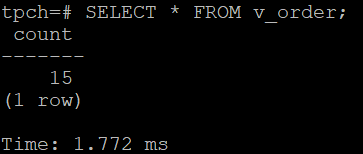 tpch=# SELECT * FROM v_order;
count
-------
15
(1 row)
Time: 1.772 ms